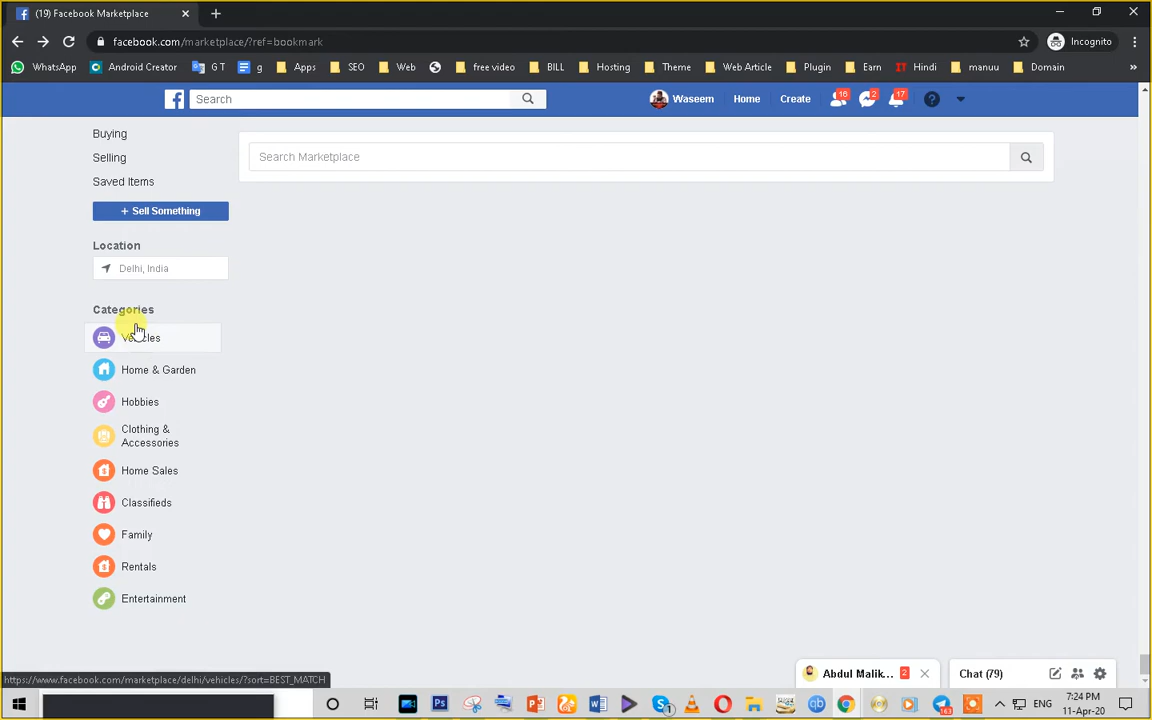 (19) Facebook Marketplace
facebook.com/marketplace/?ref=bookmark
Incognito
WhatsApp Android Creator G T g Apps SEO Web free video BILL Hosting Theme Web Article Plugin Earn IT Hindi manuu Domain »
Search Waseem Home Create 16 2 17
Buying
Selling
Saved Items
+ Sell Something
Location
Delhi, India
Categories
Vehicles
Home & Garden
Hobbies
Clothing &
Accessories
Home Sales
Classifieds
Family
Rentals
Entertainment
Search Marketplace
https://www.facebook.com/marketplace/delhi/vehicles/?sort=BEST_MATCH
Abdul Malik... 2
Chat (79)
ENG
7:24 PM
11-Apr-20